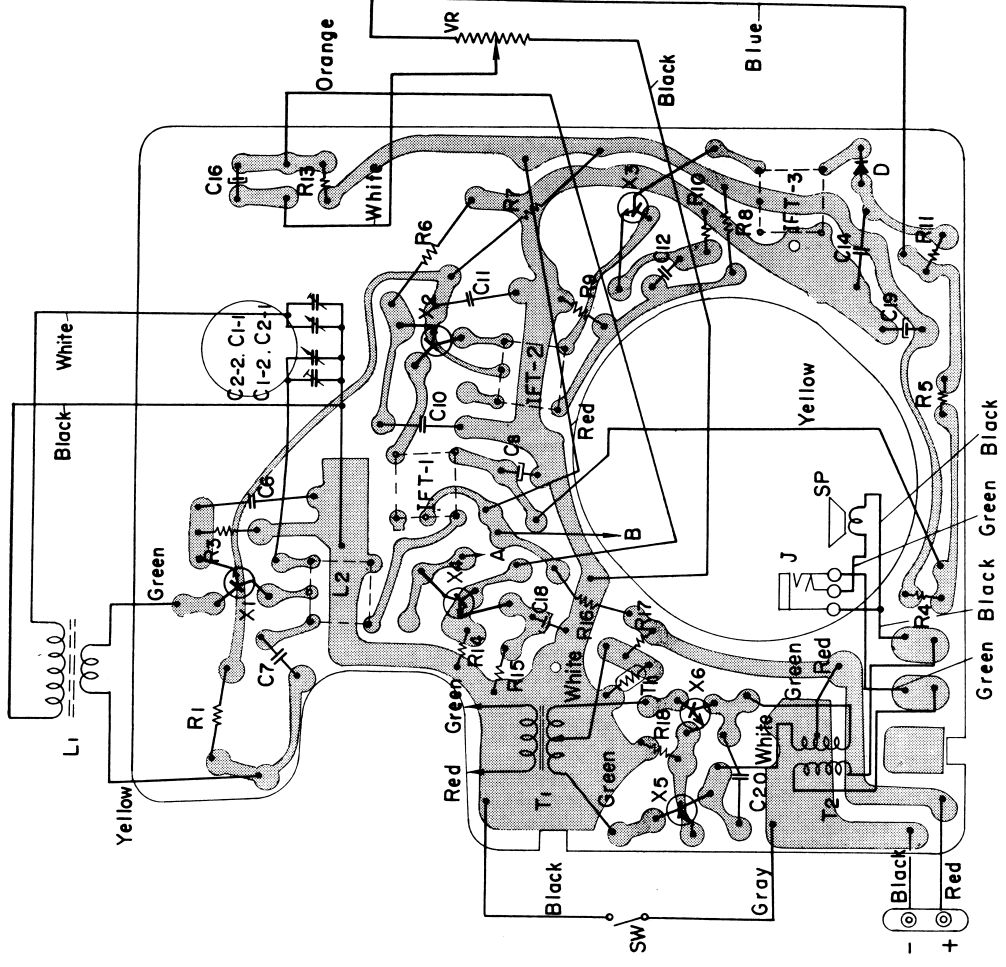 Orange
VR
Blue
Black
C16
R13
White
White
C2-2. C1-1
C1-2. C2-1
Black
R6
R7
X3
R10
R8
IFT-3
D
X2
C11
R9
C12
C14
R11
C19
IFT-2
C10
Red
Yellow
R5
C6
C8
IFT-1
SP
R3
B
Green
L2
A
X4
J
X1
C18
R4
C7
R14
R16
R17
R15
White
Green
Red
Th
X6
L1
R1
Green
R18
White
Red
Green
X5
T1
C20
T2
Yellow
Black
Gray
Black
Red
SW
-
+
Green Black Green Black